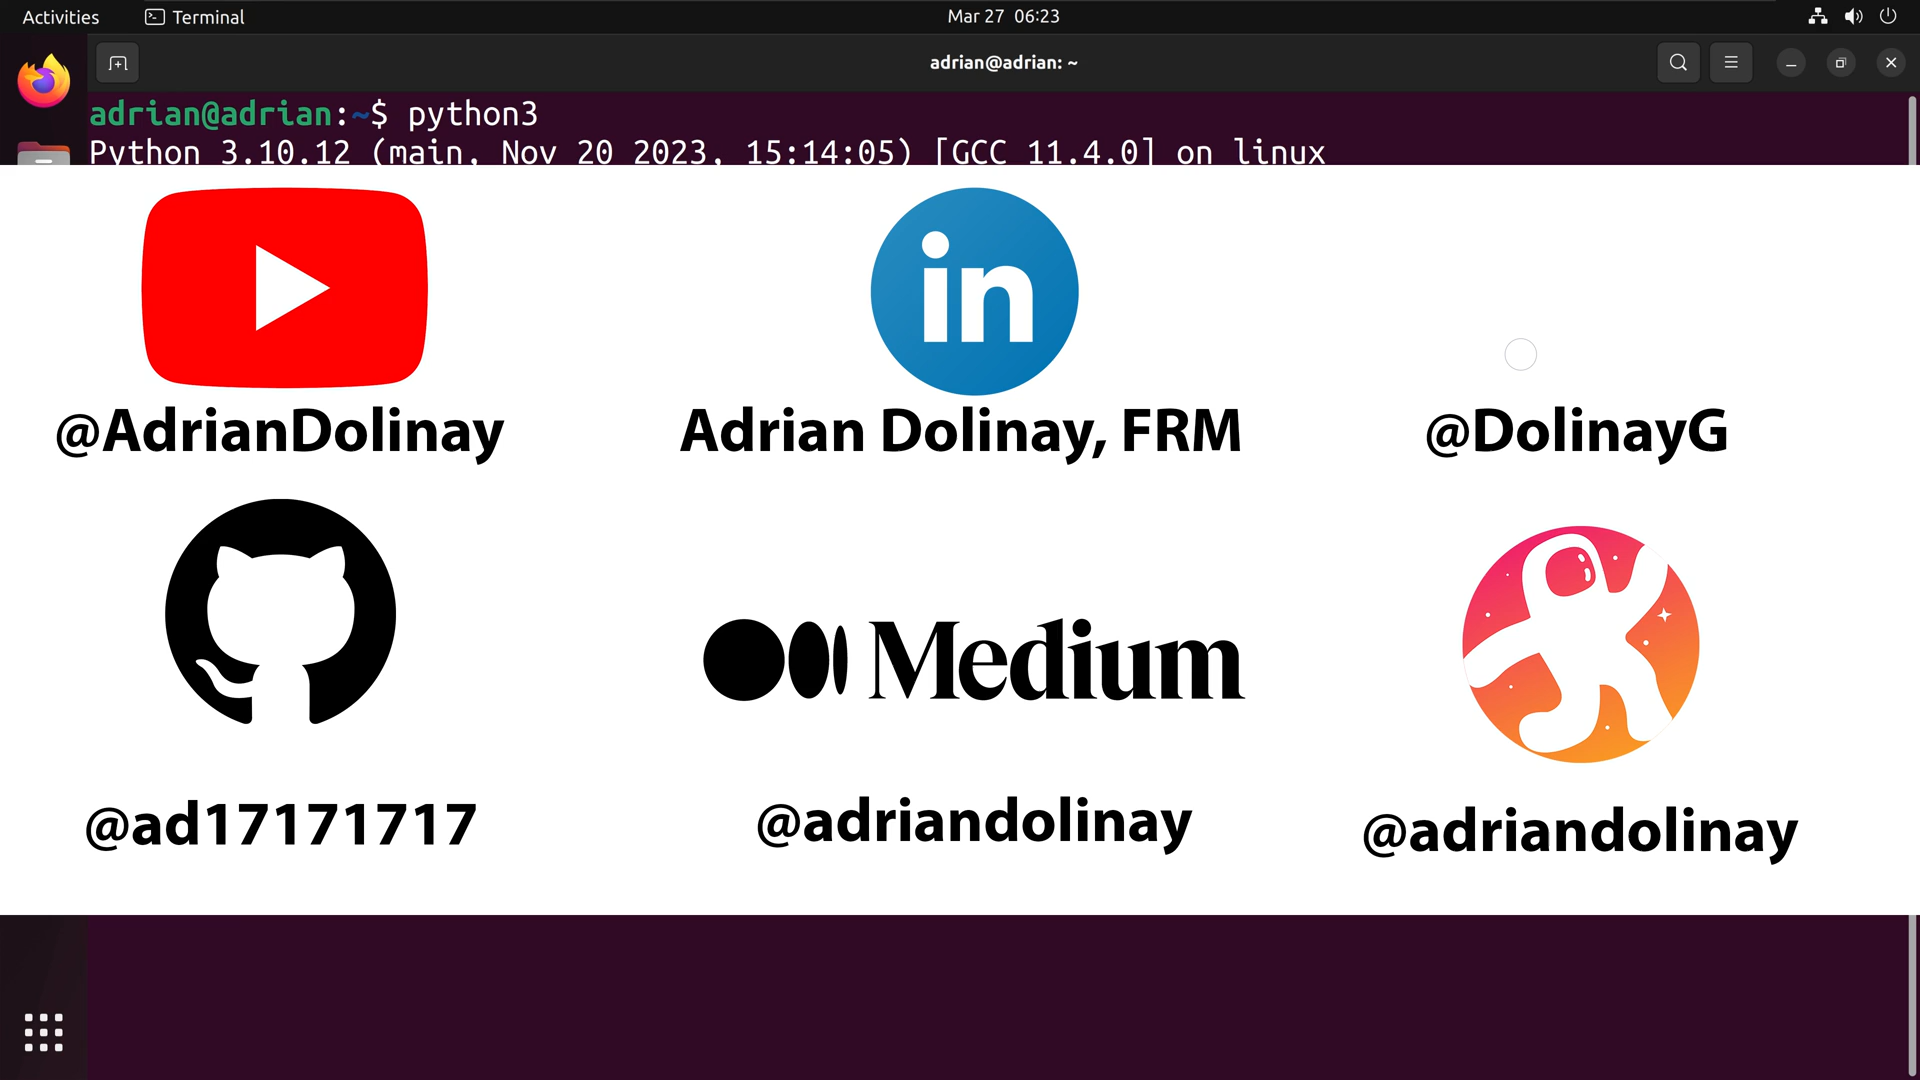 Activities
Terminal
Mar 27 06:23
adrian@adrian: ~
adrian@adrian:~$ python3
Python 3.10.12 (main, Nov 20 2023, 15:14:05) [GCC 11.4.0] on linux
in
@AdrianDolinay
Adrian Dolinay, FRM
@DolinayG
Medium
@ad17171717
@adriandolinay
@adriandolinay